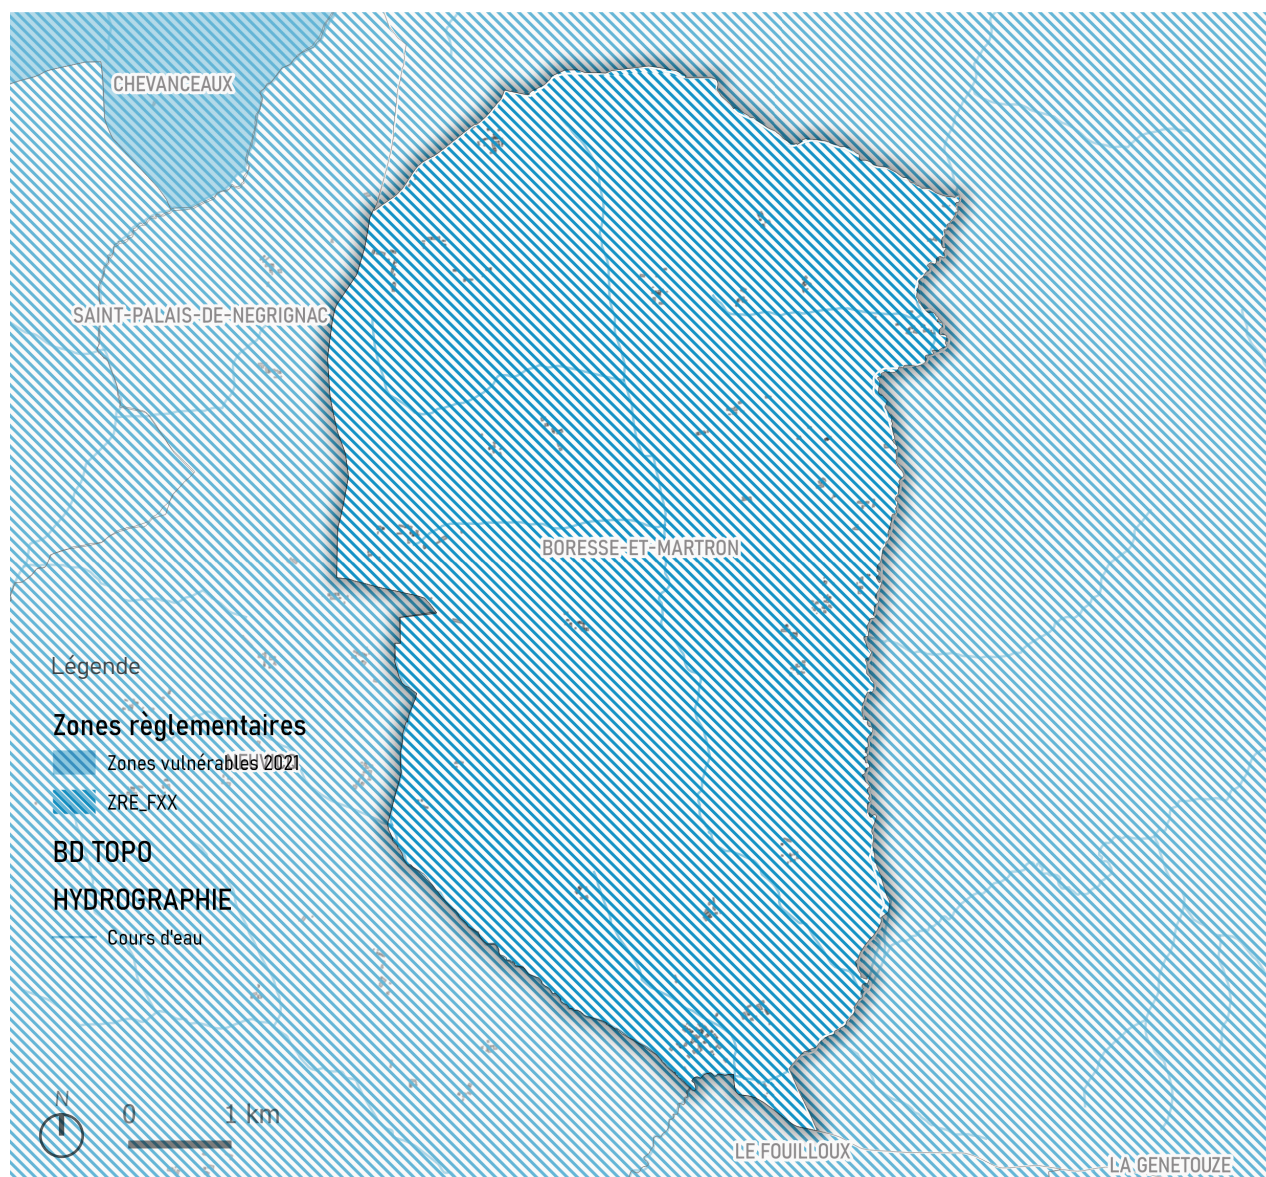 CHEVANCEAUX
SAINT-PALAIS-DE-NEGRIGNAC
BORESSE-ET-MARTRON
Légende
Zones règlementaires
Zones vulnérables 2021
ZRE_FXX
BD TOPO
HYDROGRAPHIE
Cours d'eau
N
0 1 km
LE FOUILLOUX
LA GENETOUZE